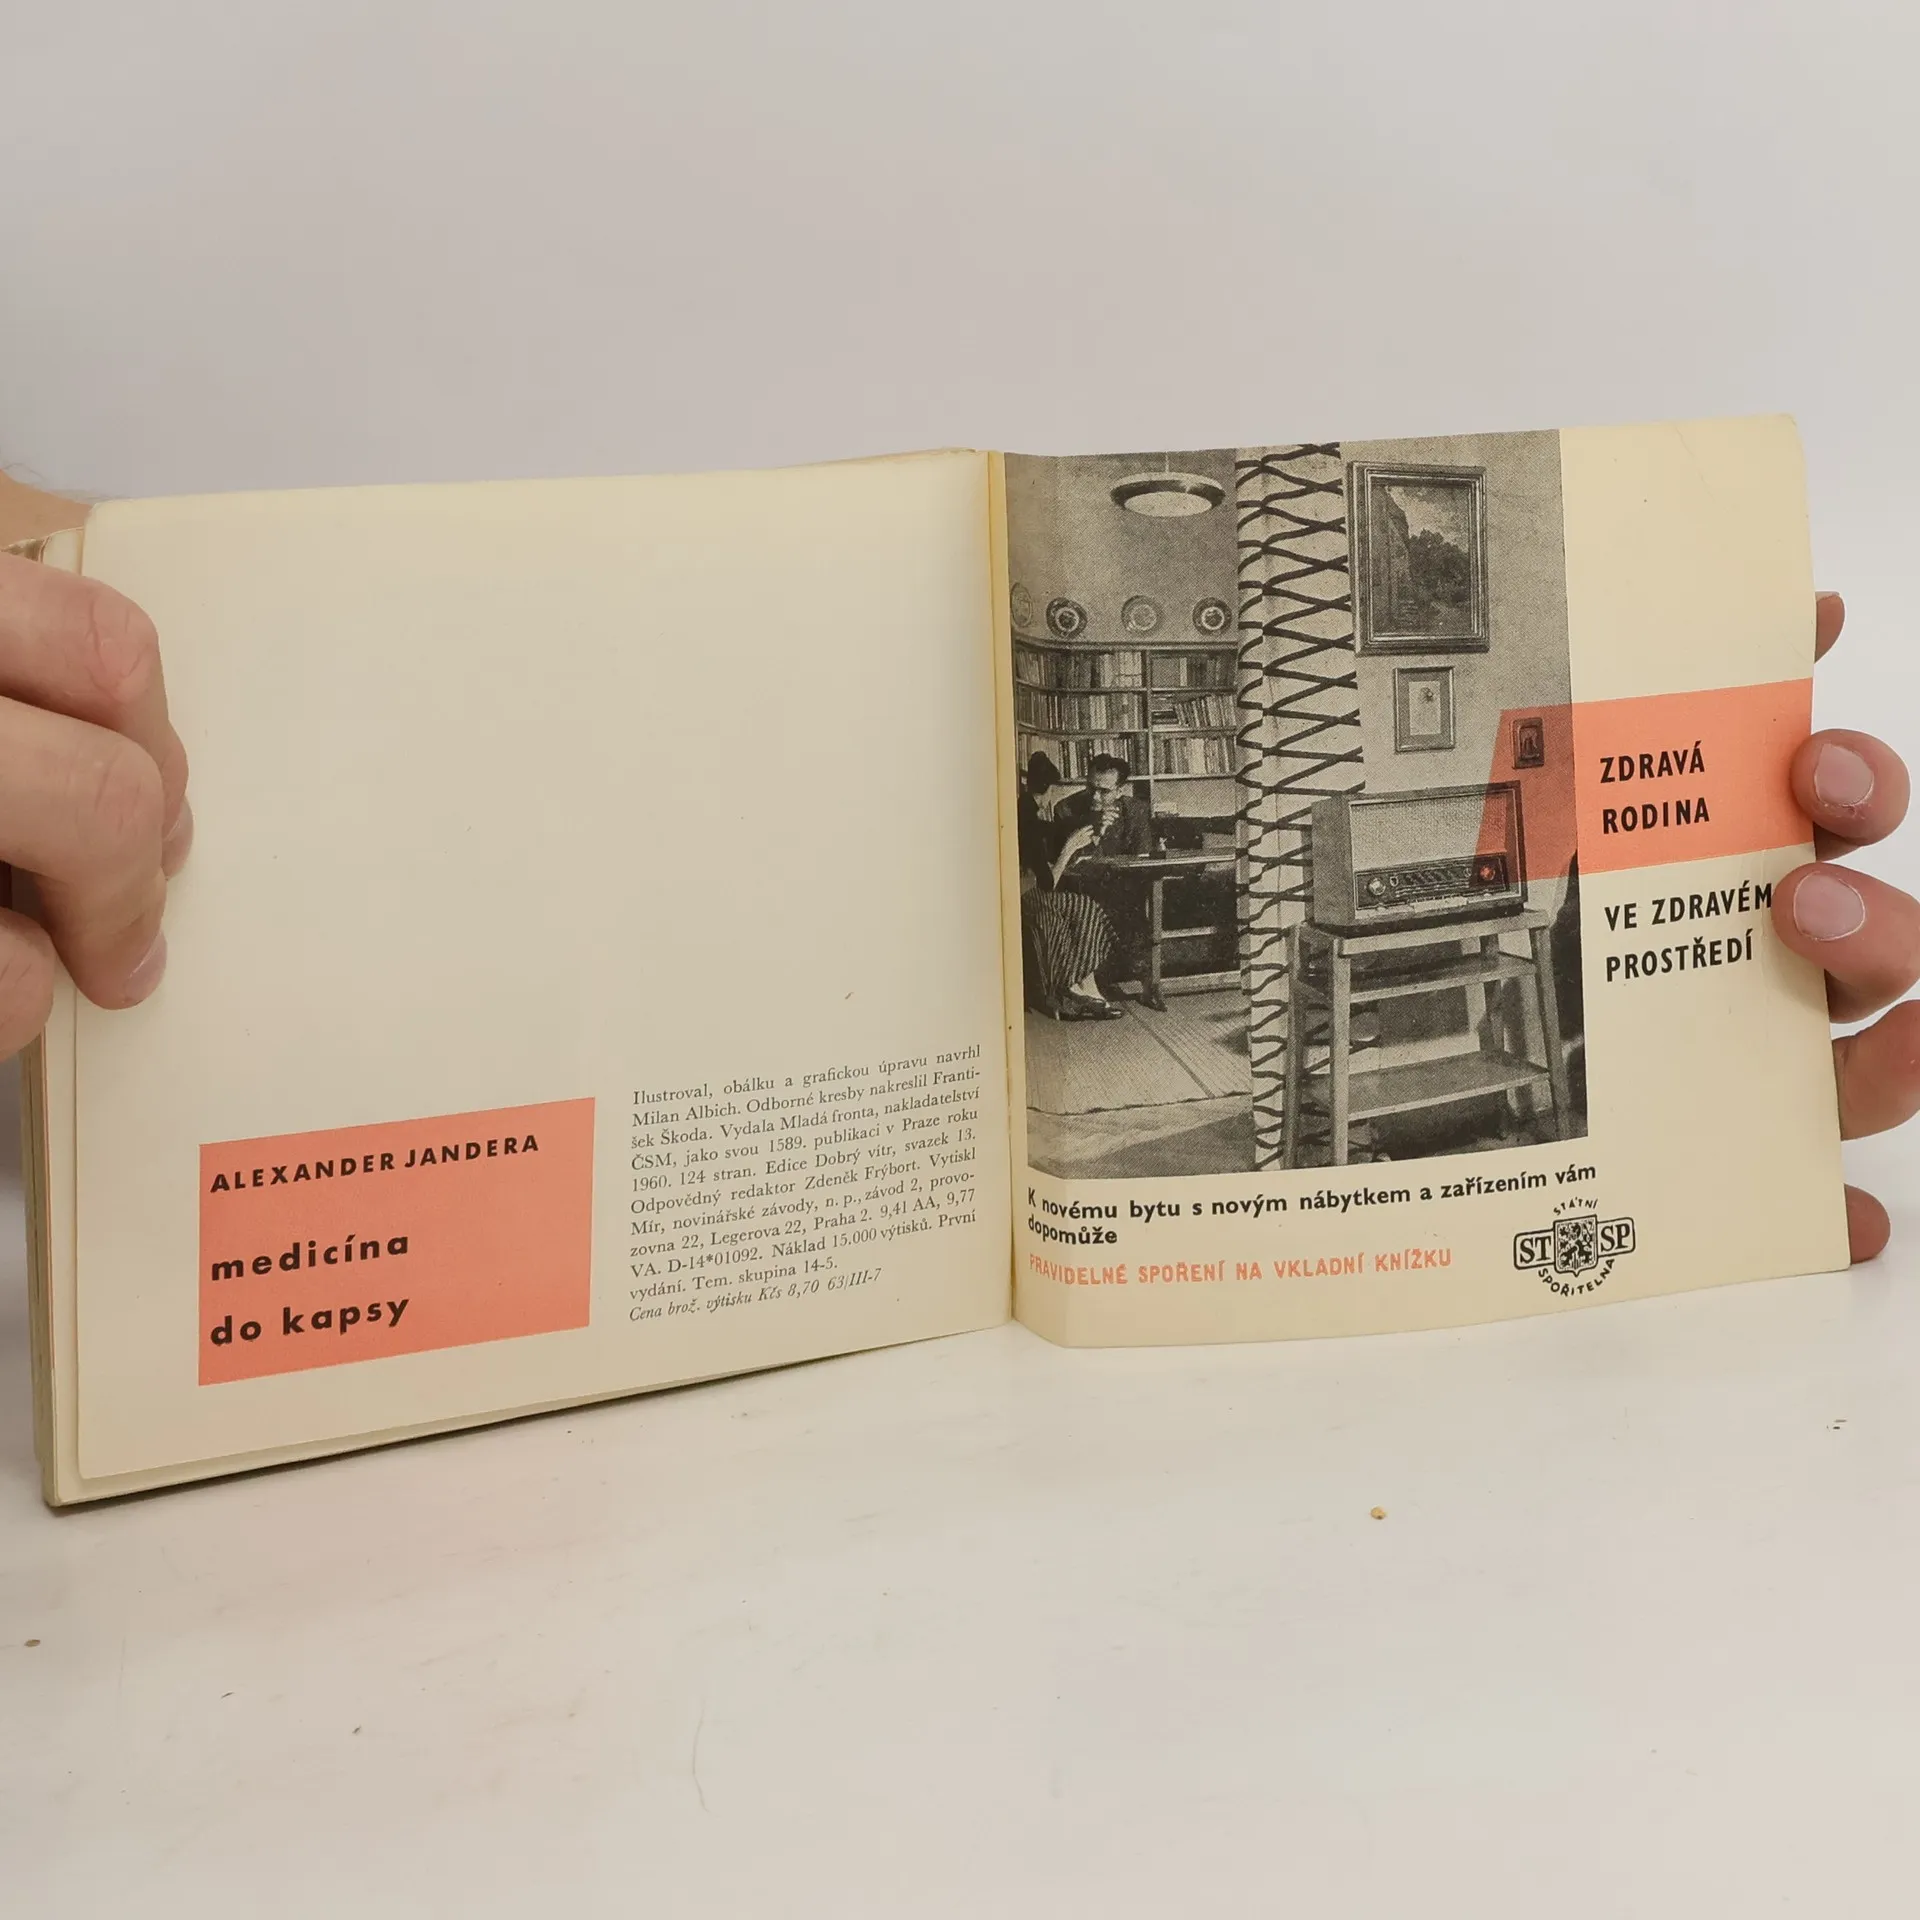 ALEXANDER JANDERA
medicína
do kapsy
Ilustroval, obálku a grafickou úpravu navrhl
Milan Albich. Odborné kresby nakreslil Franti-
šek Škoda. Vydala Mladá fronta, nakladatelství
ČSM, jako svou 1589. publikaci v Praze roku
1960. 124 stran. Edice Dobrý vítr, svazek 13.
Odpovědný redaktor Zdeněk Frýbort. Vytiskl
Mír, novinářské závody, n. p., závod 2, provo-
zovna 22, Legerova 22, Praha 2. 9,41 AA, 9,77
VA. D-14*01092. Náklad 15.000 výtisků. První
vydání. Tem. skupina 14-5.
Cena brož. výtisku Kčs 8,70 63/III-7
ZDRAVÁ
RODINA
VE ZDRAVÉM
PROSTŘEDÍ
K novému bytu s novým nábytkem a zařízením vám
dopomůže
PRAVIDELNÉ SPOŘENÍ NA VKLADNÍ KNÍŽKU
STÁTNÍ
ST SP
SPOŘITELNA